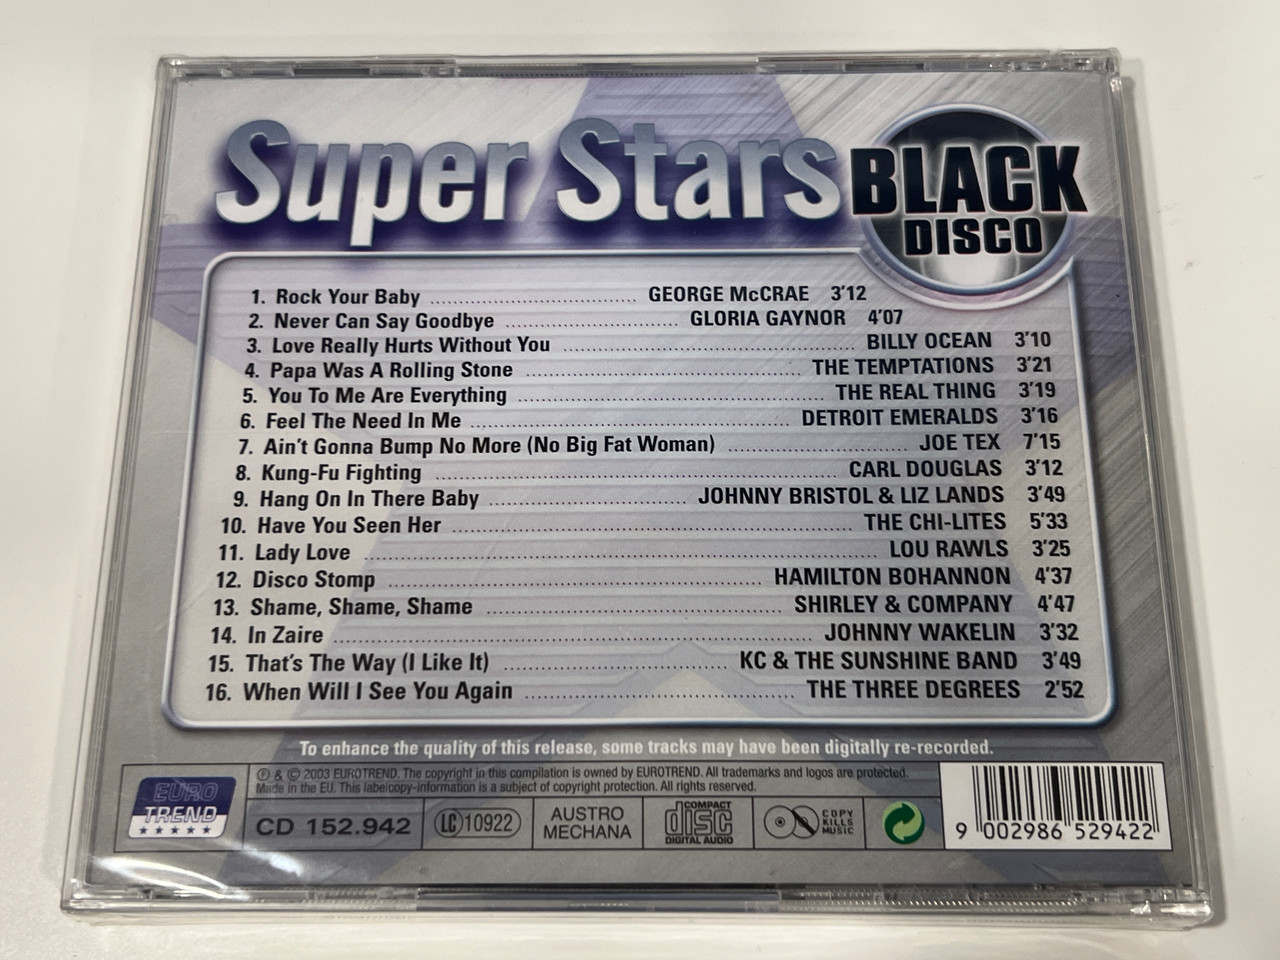 Super Stars
BLACK
DISCO
1. Rock Your Baby ........ GEORGE McCRAE 3'12
2. Never Can Say Goodbye ........ GLORIA GAYNOR 4'07
3. Love Really Hurts Without You ........ BILLY OCEAN 3'10
4. Papa Was A Rolling Stone ........ THE TEMPTATIONS 3'21
5. You To Me Are Everything ........ THE REAL THING 3'19
6. Feel The Need In Me ........ DETROIT EMERALDS 3'16
7. Ain't Gonna Bump No More (No Big Fat Woman) ........ JOE TEX 7'15
8. Kung-Fu Fighting ........ CARL DOUGLAS 3'12
9. Hang On In There Baby ........ JOHNNY BRISTOL & LIZ LANDS 3'49
10. Have You Seen Her ........ THE CHI-LITES 5'33
11. Lady Love ........ LOU RAWLS 3'25
12. Disco Stomp ........ HAMILTON BOHANNON 4'37
13. Shame, Shame, Shame ........ SHIRLEY & COMPANY 4'47
14. In Zaire ........ JOHNNY WAKELIN 3'32
15. That's The Way (I Like It) ........ KC & THE SUNSHINE BAND 3'49
16. When Will I See You Again ........ THE THREE DEGREES 2'52
To enhance the quality of this release, some tracks may have been digitally re-recorded.
EURO
TREND
℗ & © 2003 EUROTREND. The copyright in this compilation is owned by EUROTREND. All trademarks and logos are protected.
Made in the EU. This labelcopy-information is a subject of copyright protection. All rights reserved.
CD 152.942
LC 10922
AUSTRO
MECHANA
COMPACT
disc
DIGITAL AUDIO
COPY
KILLS
MUSIC
9 002986 529422